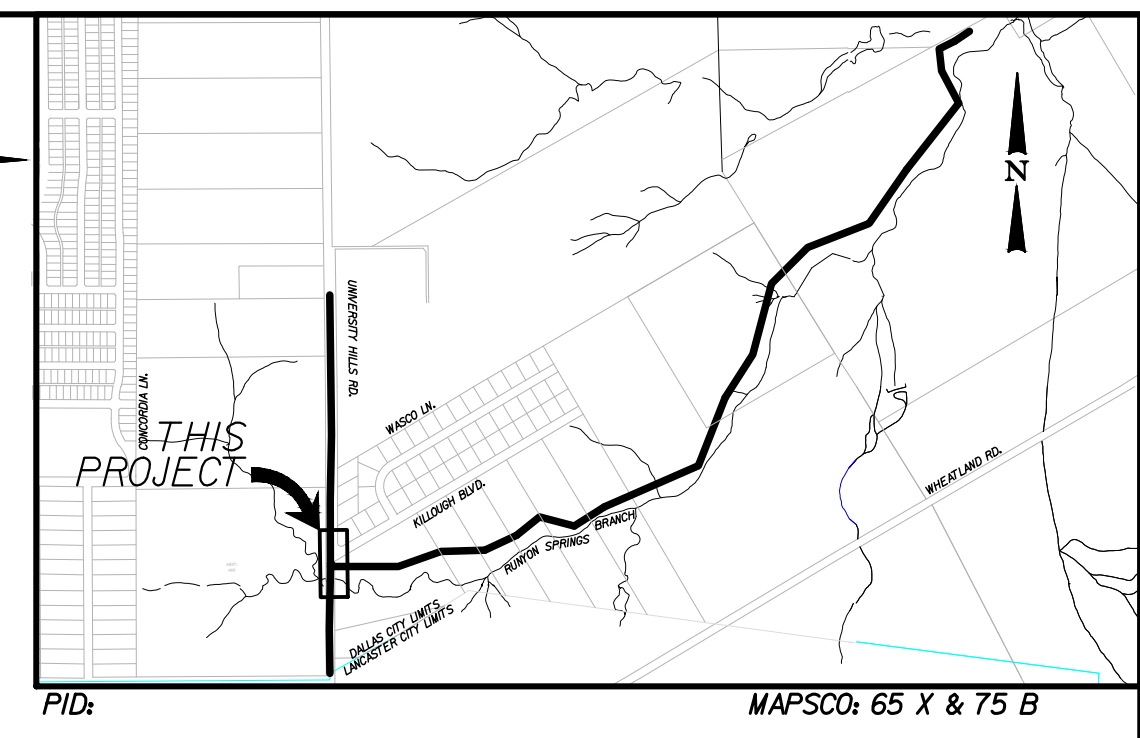 N
UNIVERSITY HILLS RD.
CONCORDIA LN.
WASCO LN.
THIS
PROJECT
KILLOUGH BLVD.
WHEATLAND RD.
RUNYON SPRINGS BRANCH
DALLAS CITY LIMITS
LANCASTER CITY LIMITS
PID:
MAPSCO: 65 X & 75 B